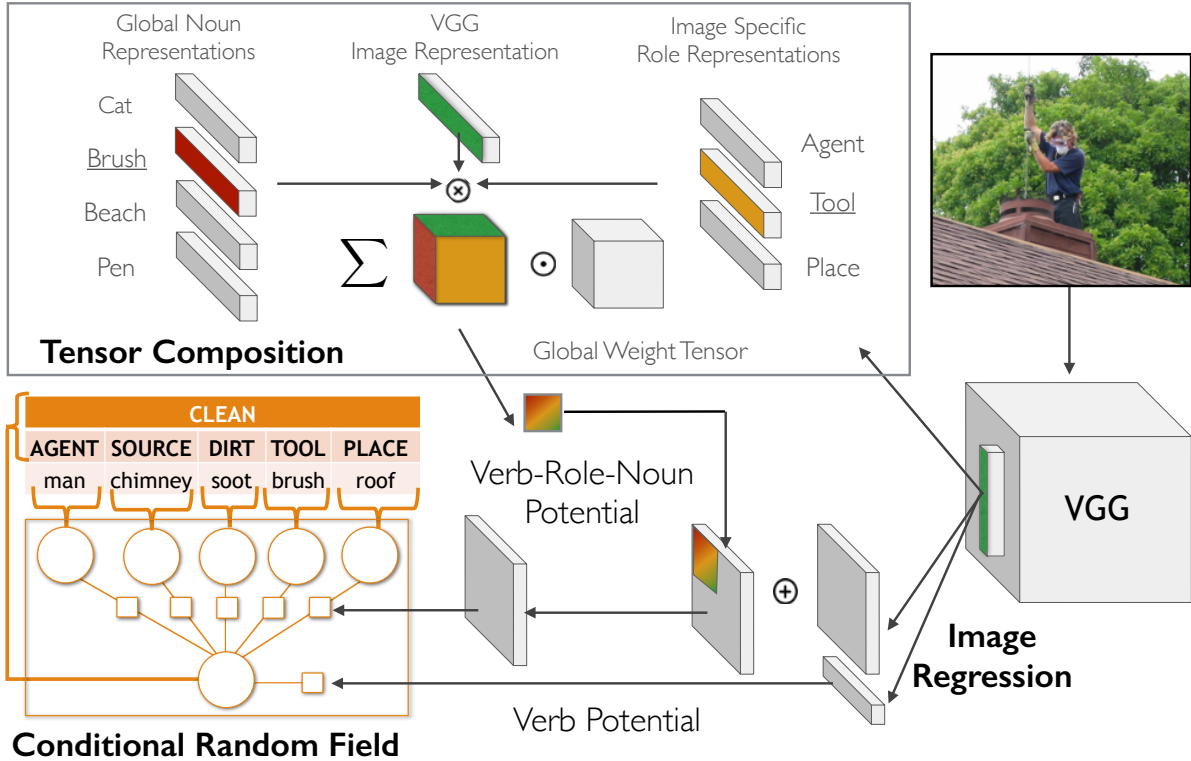 Global Noun
Representations
VGG
Image Representation
Image Specific
Role Representations
Cat
Brush
Beach
Pen
Agent
Tool
Place
∑
Tensor Composition
Global Weight Tensor
CLEAN
AGENT SOURCE DIRT TOOL PLACE
man chimney soot brush roof
Verb-Role-Noun
Potential
VGG
Image
Regression
Verb Potential
Conditional Random Field